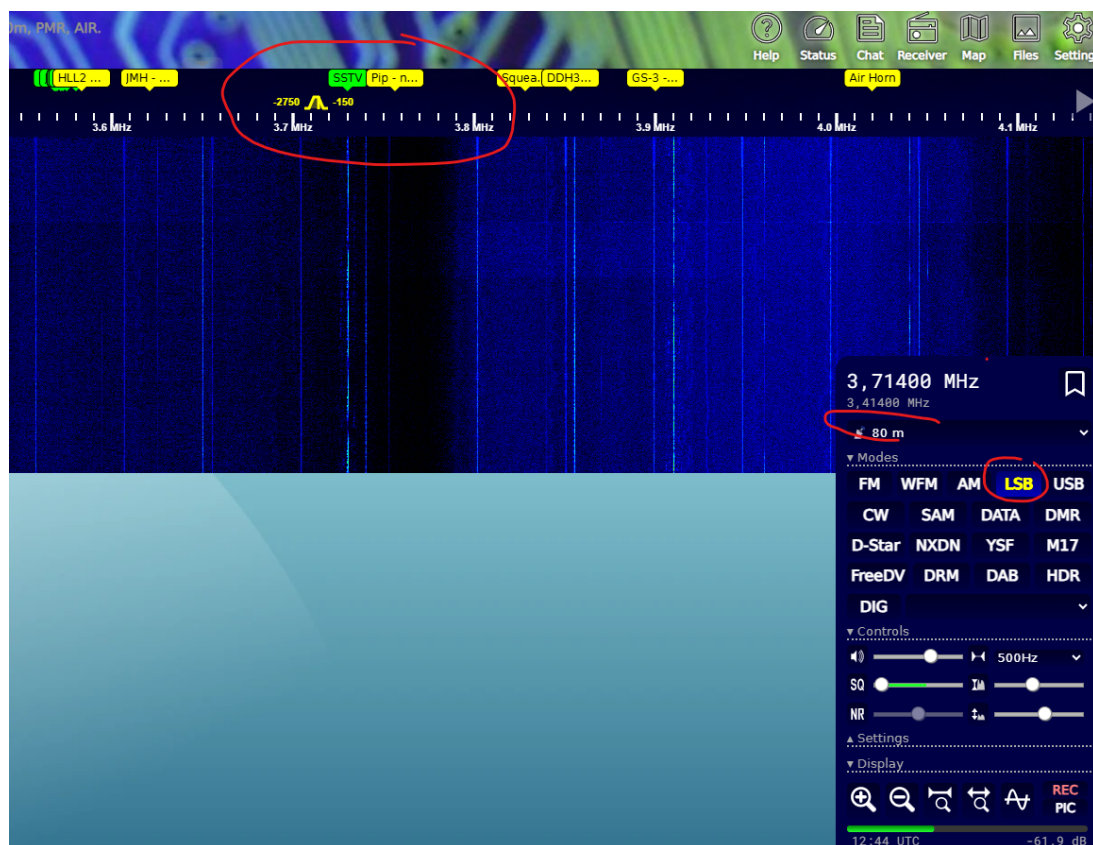 0m, PMR, AIR.
Help Status Chat Receiver Map Files Setting
HLL2 ... JMH - ... SSTV Pip - n... Squea. DDH3... GS-3 -... Air Horn
-2750 -150
3.6 MHz 3.7 MHz 3.8 MHz 3.9 MHz 4.0 MHz 4.1 MHz
3,71400 MHz
3,41400 MHz
80 m
▾ Modes
FM WFM AM LSB USB
CW SAM DATA DMR
D-Star NXDN YSF M17
FreeDV DRM DAB HDR
DIG
▾ Controls
500Hz
SQ
NR
▴ Settings
▾ Display
REC
PIC
12:44 UTC -61.9 dB